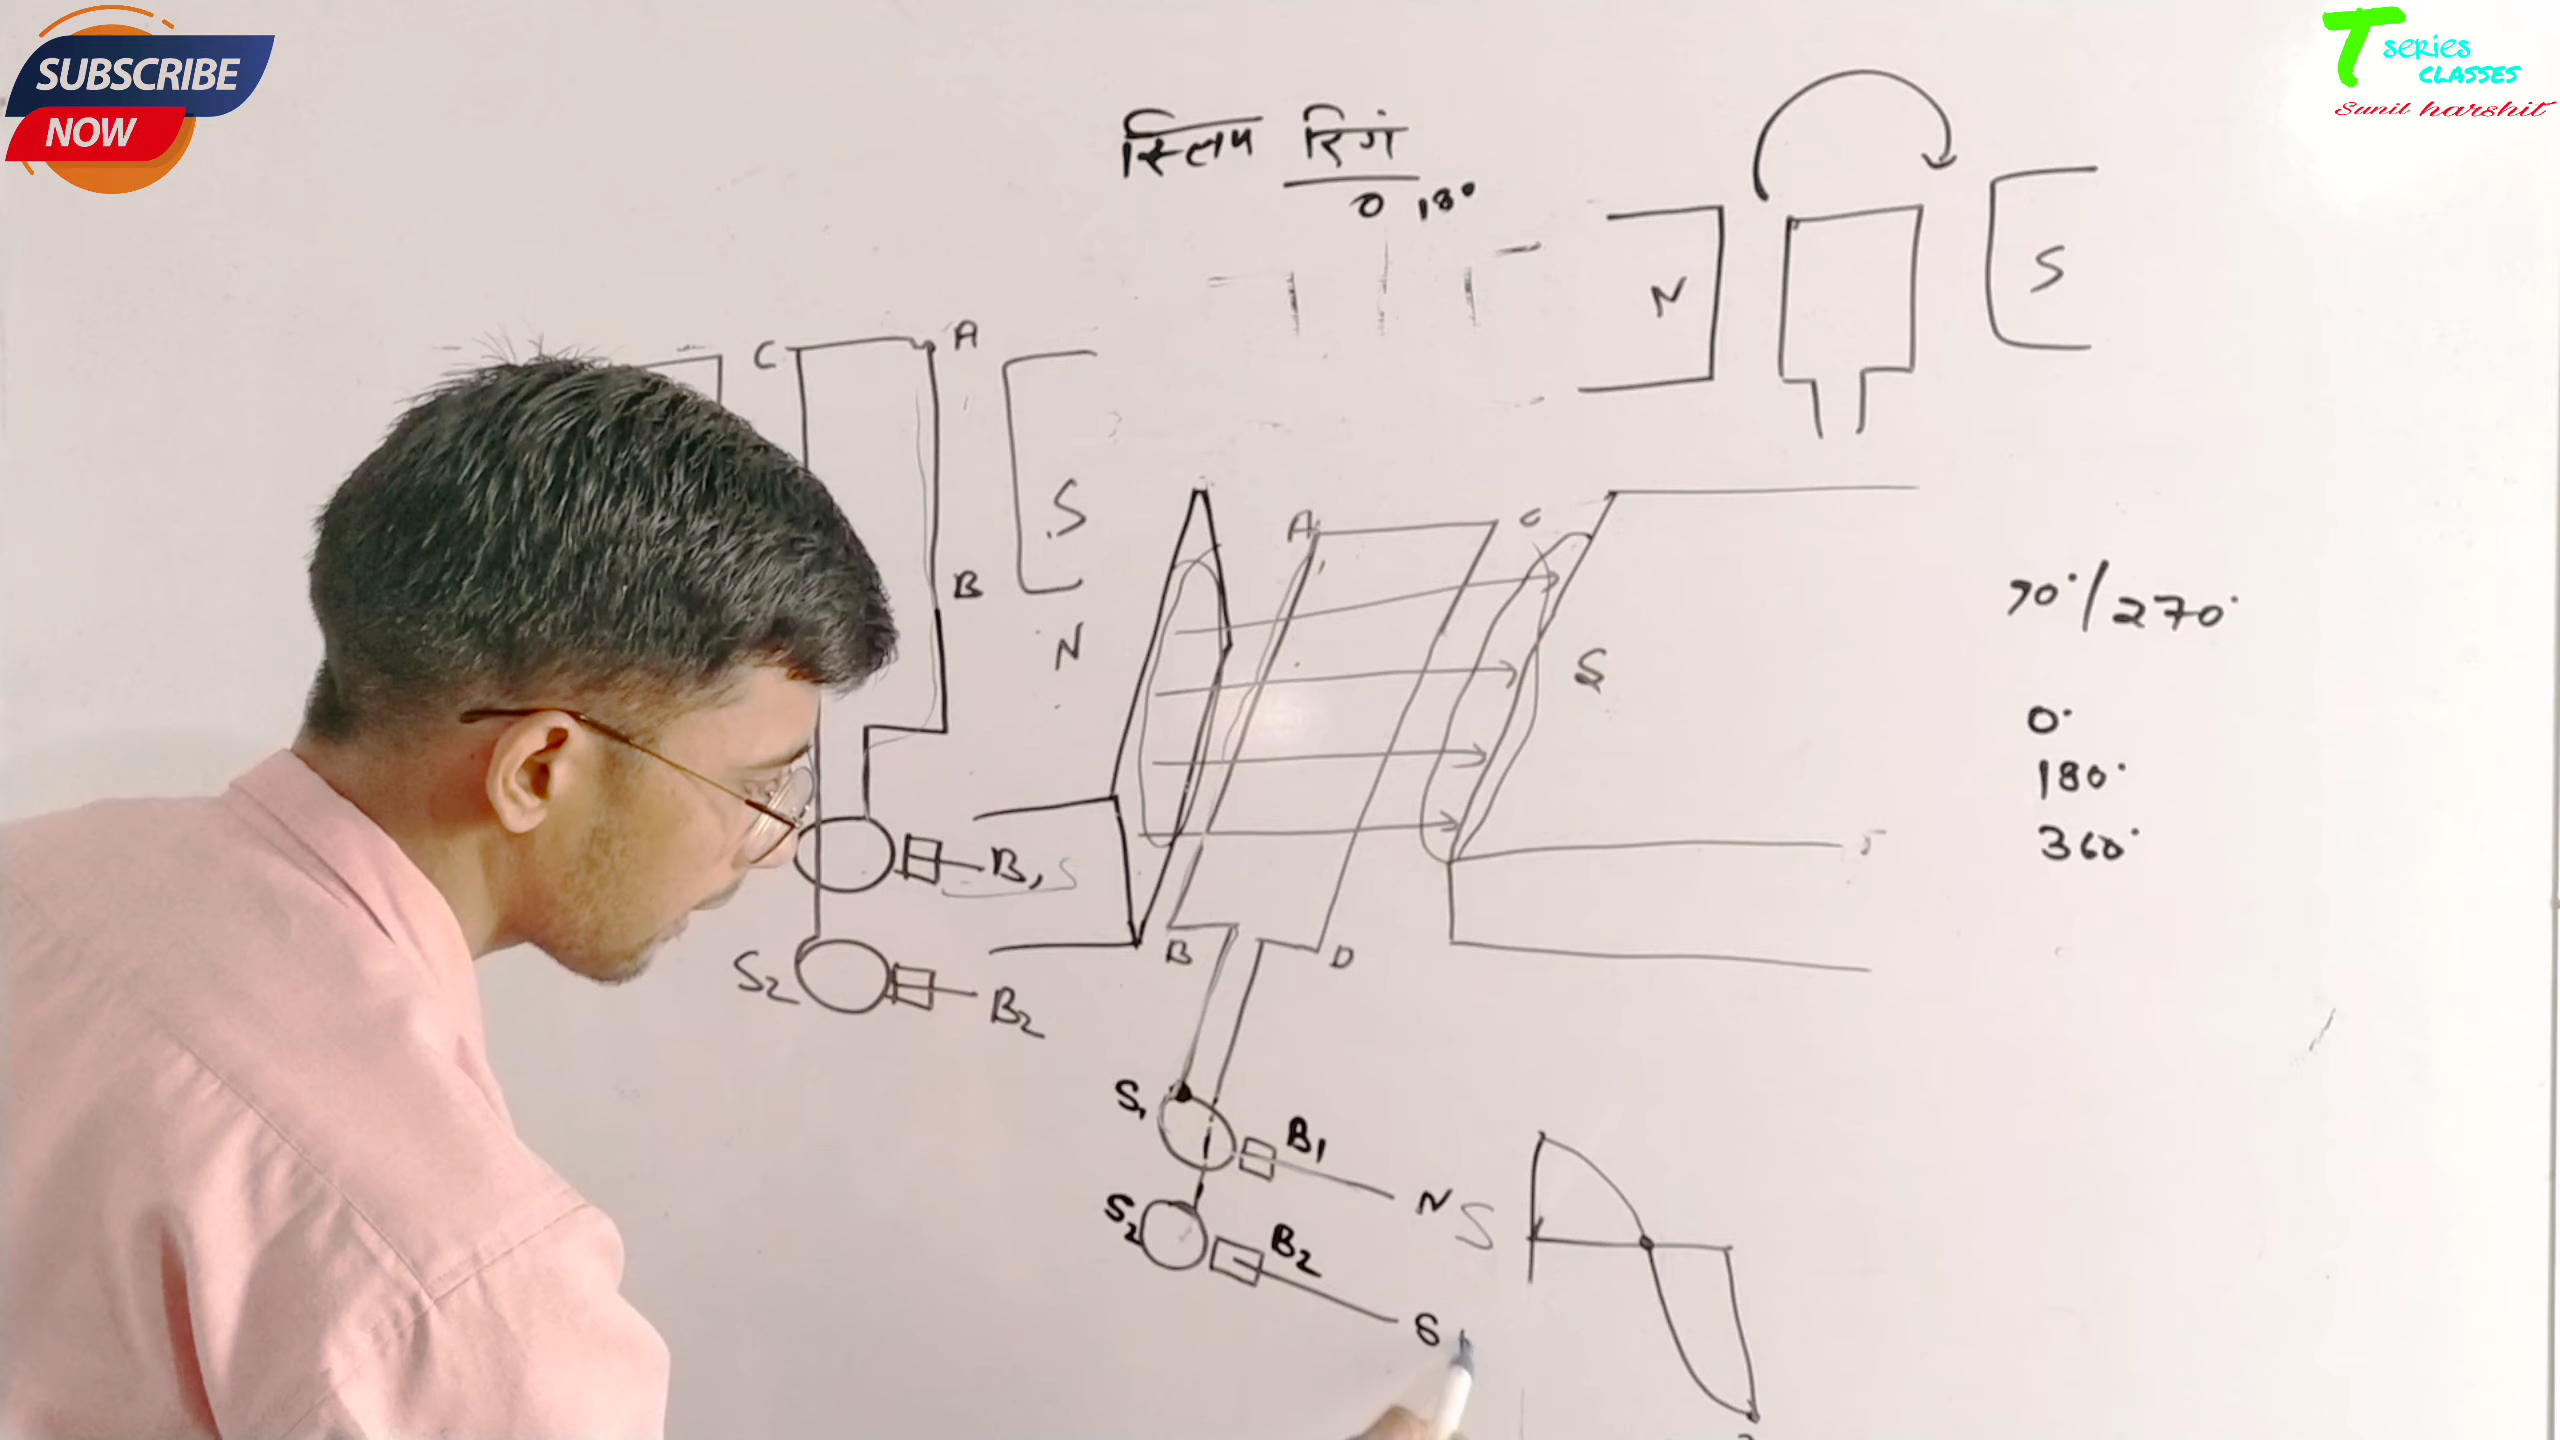 SUBSCRIBE
NOW
T series
CLASSES
Sunil harshit
स्लिप रिंग
0 180
N
S
C
A
S
B
N
A
C
S
90°/270°
0°
180°
360°
B1
S
S2
B2
B
D
S1
B1
N
S
S2
B2
S